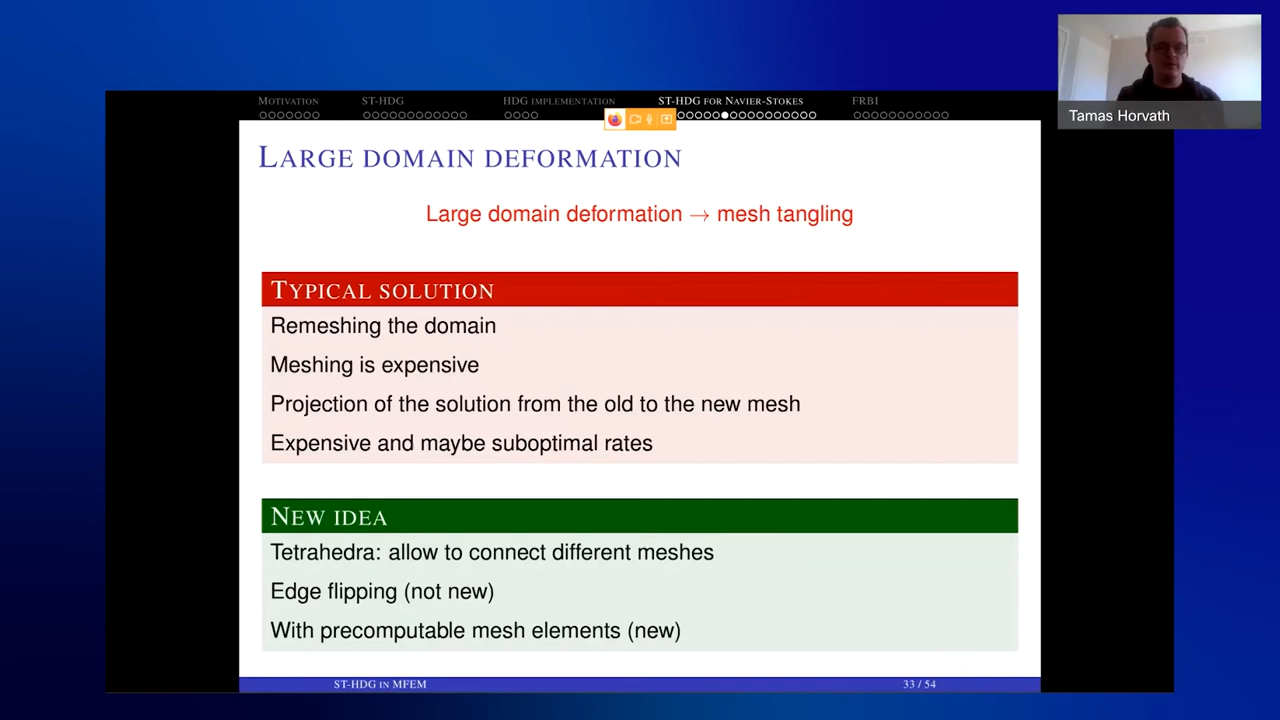 MOTIVATION
ST-HDG
HDG IMPLEMENTATION
ST-HDG FOR NAVIER-STOKES
FRBI
Tamas Horvath
LARGE DOMAIN DEFORMATION
Large domain deformation → mesh tangling
TYPICAL SOLUTION
Remeshing the domain
Meshing is expensive
Projection of the solution from the old to the new mesh
Expensive and maybe suboptimal rates
NEW IDEA
Tetrahedra: allow to connect different meshes
Edge flipping (not new)
With precomputable mesh elements (new)
ST-HDG IN MFEM
33 / 54